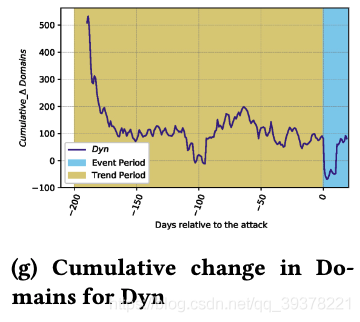 500
400
300
200
100
0
−100
Cumulative_Δ Domains
Dyn
Event Period
Trend Period
−200
−150
−100
−50
0
Days relative to the attack
(g) Cumulative change in Do-
mains for Dyn
https://blog.csdn.net/qq_39378221